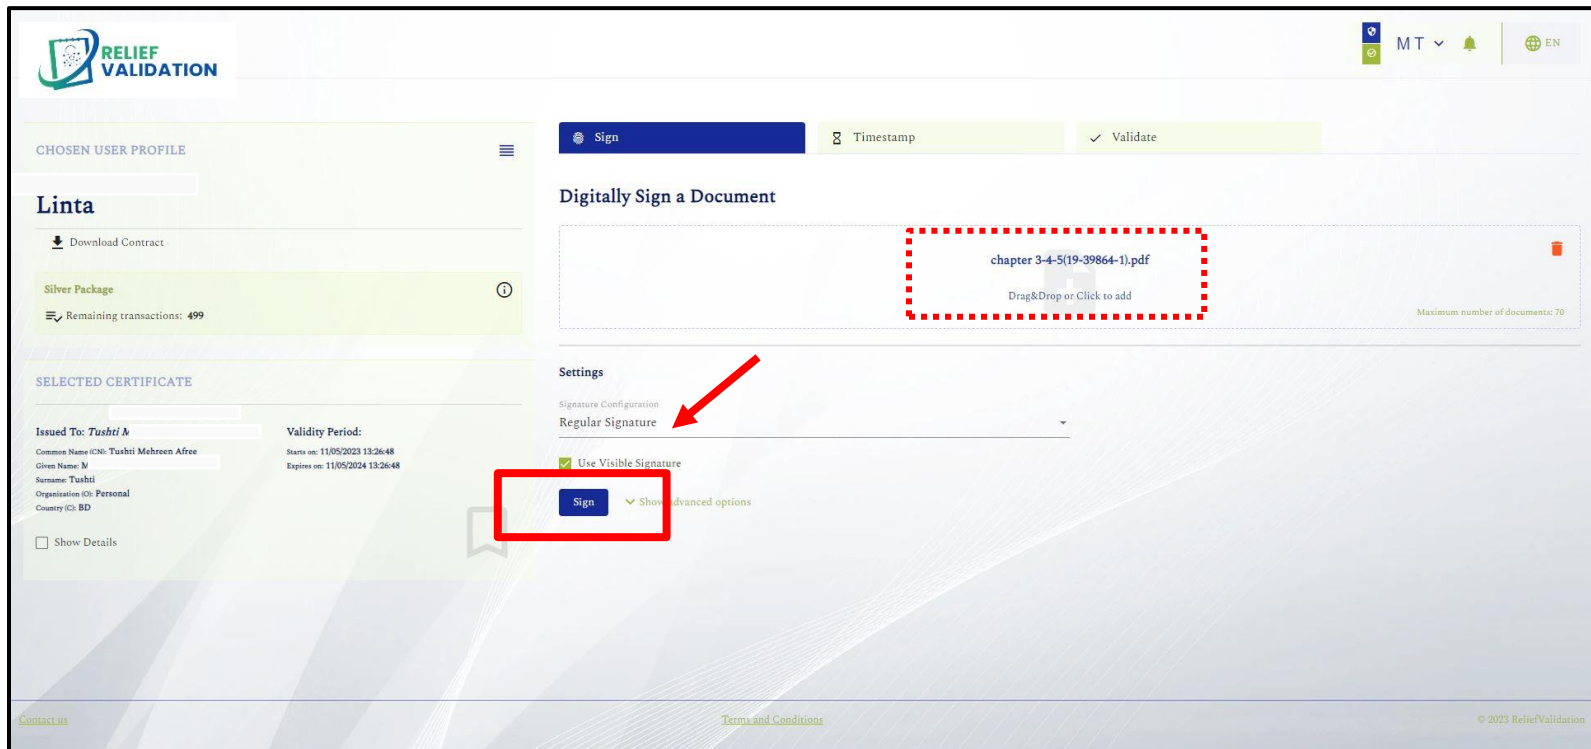 RELIEF
VALIDATION
M T
EN
CHOSEN USER PROFILE
Linta
Download Contract
Silver Package
Remaining transactions: 499
SELECTED CERTIFICATE
Issued To: Tushti M
Common Name (CN): Tushti Mehreen Afree
Given Name: M
Surname: Tushti
Organization (O): Personal
Country (C): BD
Validity Period:
Starts on: 11/05/2023 13:26:48
Expires on: 11/05/2024 13:26:48
Show Details
Sign
Timestamp
Validate
Digitally Sign a Document
chapter 3-4-5(19-39864-1).pdf
Drag&Drop or Click to add
Maximum number of documents: 70
Settings
Signature Configuration
Regular Signature
Use Visible Signature
Sign
Show advanced options
Contact us
Terms and Conditions
© 2023 ReliefValidation